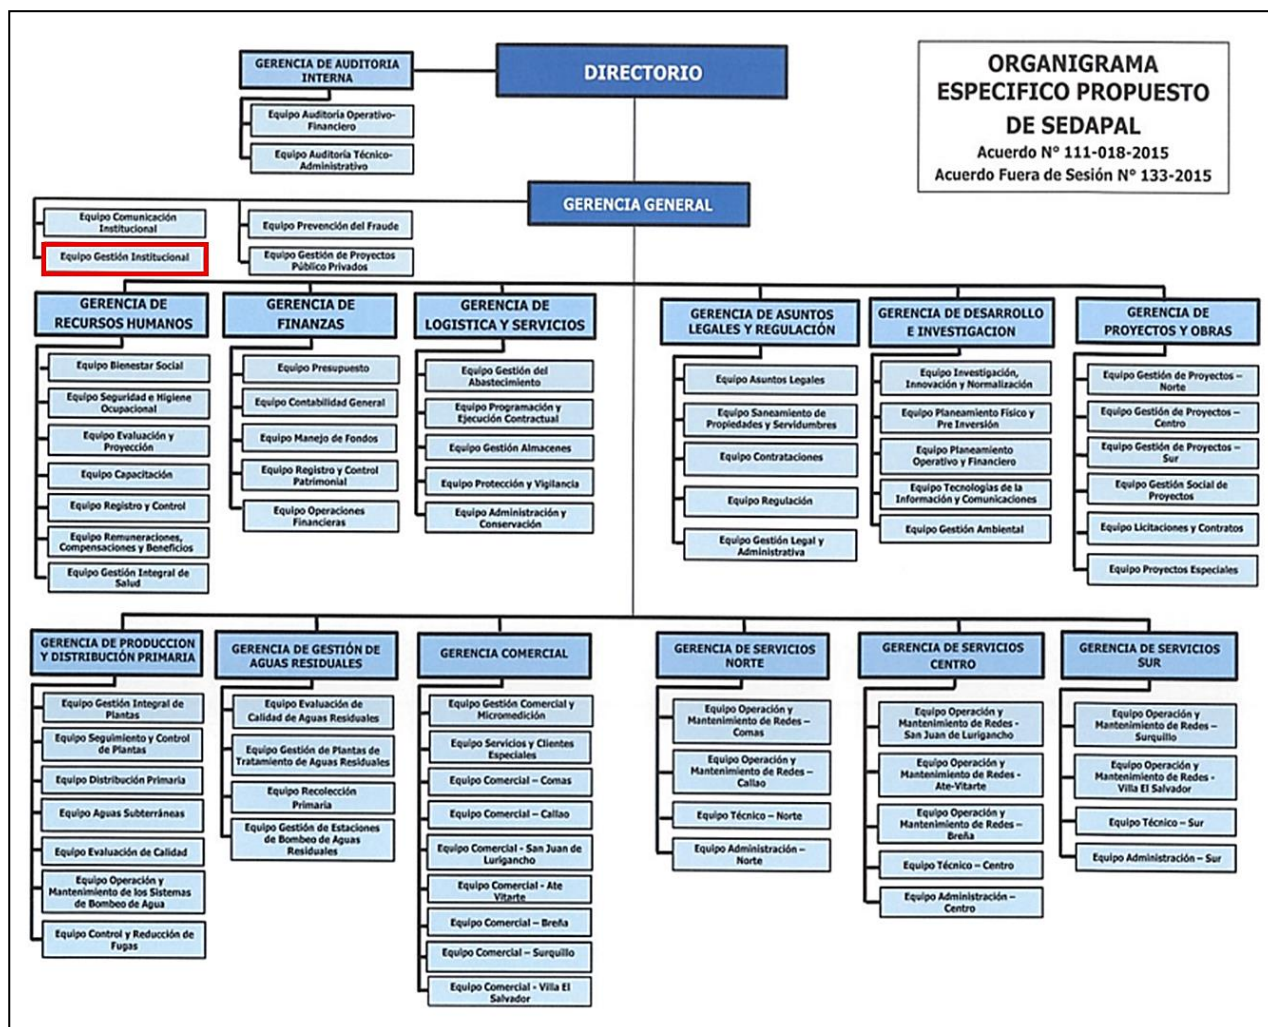 GERENCIA DE AUDITORIA
INTERNA
DIRECTORIO
ORGANIGRAMA
ESPECIFICO PROPUESTO
DE SEDAPAL
Acuerdo N° 111-018-2015
Acuerdo Fuera de Sesión N° 133-2015
Equipo Auditoría Operativo-
Financiero
Equipo Auditoría Técnico-
Administrativo
GERENCIA GENERAL
Equipo Comunicación
Institucional
Equipo Gestión Institucional
Equipo Prevención del Fraude
Equipo Gestión de Proyectos
Público Privados
GERENCIA DE
RECURSOS HUMANOS
Equipo Bienestar Social
Equipo Seguridad e Higiene
Ocupacional
Equipo Evaluación y
Proyección
Equipo Capacitación
Equipo Registro y Control
Equipo Remuneraciones,
Compensaciones y Beneficios
Equipo Gestión Integral de
Salud
GERENCIA DE
FINANZAS
Equipo Presupuesto
Equipo Contabilidad General
Equipo Manejo de Fondos
Equipo Registro y Control
Patrimonial
Equipo Operaciones
Financieras
GERENCIA DE
LOGISTICA Y SERVICIOS
Equipo Gestión del
Abastecimiento
Equipo Programación y
Ejecución Contractual
Equipo Gestión Almacenes
Equipo Protección y Vigilancia
Equipo Administración y
Conservación
GERENCIA DE ASUNTOS
LEGALES Y REGULACIÓN
Equipo Asuntos Legales
Equipo Saneamiento de
Propiedades y Servidumbres
Equipo Contrataciones
Equipo Regulación
Equipo Gestión Legal y
Administrativa
GERENCIA DE DESARROLLO
E INVESTIGACION
Equipo Investigación,
Innovación y Normalización
Equipo Planeamiento Físico y
Pre Inversión
Equipo Planeamiento
Operativo y Financiero
Equipo Tecnologías de la
Información y Comunicaciones
Equipo Gestión Ambiental
GERENCIA DE
PROYECTOS Y OBRAS
Equipo Gestión de Proyectos –
Norte
Equipo Gestión de Proyectos –
Centro
Equipo Gestión de Proyectos –
Sur
Equipo Gestión Social de
Proyectos
Equipo Licitaciones y Contratos
Equipo Proyectos Especiales
GERENCIA DE PRODUCCION
Y DISTRIBUCIÓN PRIMARIA
Equipo Gestión Integral de
Plantas
Equipo Seguimiento y Control
de Plantas
Equipo Distribución Primaria
Equipo Aguas Subterráneas
Equipo Evaluación de Calidad
Equipo Operación y
Mantenimiento de los Sistemas
de Bombeo de Agua
Equipo Control y Reducción de
Fugas
GERENCIA DE GESTIÓN DE
AGUAS RESIDUALES
Equipo Evaluación de
Calidad de Aguas Residuales
Equipo Gestión de Plantas de
Tratamiento de Aguas Residuales
Equipo Recolección
Primaria
Equipo Gestión de Estaciones
de Bombeo de Aguas
Residuales
GERENCIA COMERCIAL
Equipo Gestión Comercial y
Micromedición
Equipo Servicios y Clientes
Especiales
Equipo Comercial – Comas
Equipo Comercial – Callao
Equipo Comercial - San Juan de
Lurigancho
Equipo Comercial - Ate
Vitarte
Equipo Comercial – Breña
Equipo Comercial – Surquillo
Equipo Comercial - Villa El
Salvador
GERENCIA DE SERVICIOS
NORTE
Equipo Operación y
Mantenimiento de Redes –
Comas
Equipo Operación y
Mantenimiento de Redes –
Callao
Equipo Técnico – Norte
Equipo Administración –
Norte
GERENCIA DE SERVICIOS
CENTRO
Equipo Operación y
Mantenimiento de Redes -
San Juan de Lurigancho
Equipo Operación y
Mantenimiento de Redes -
Ate-Vitarte
Equipo Operación y
Mantenimiento de Redes –
Breña
Equipo Técnico – Centro
Equipo Administración –
Centro
GERENCIA DE SERVICIOS
SUR
Equipo Operación y
Mantenimiento de Redes –
Surquillo
Equipo Operación y
Mantenimiento de Redes -
Villa El Salvador
Equipo Técnico – Sur
Equipo Administración – Sur